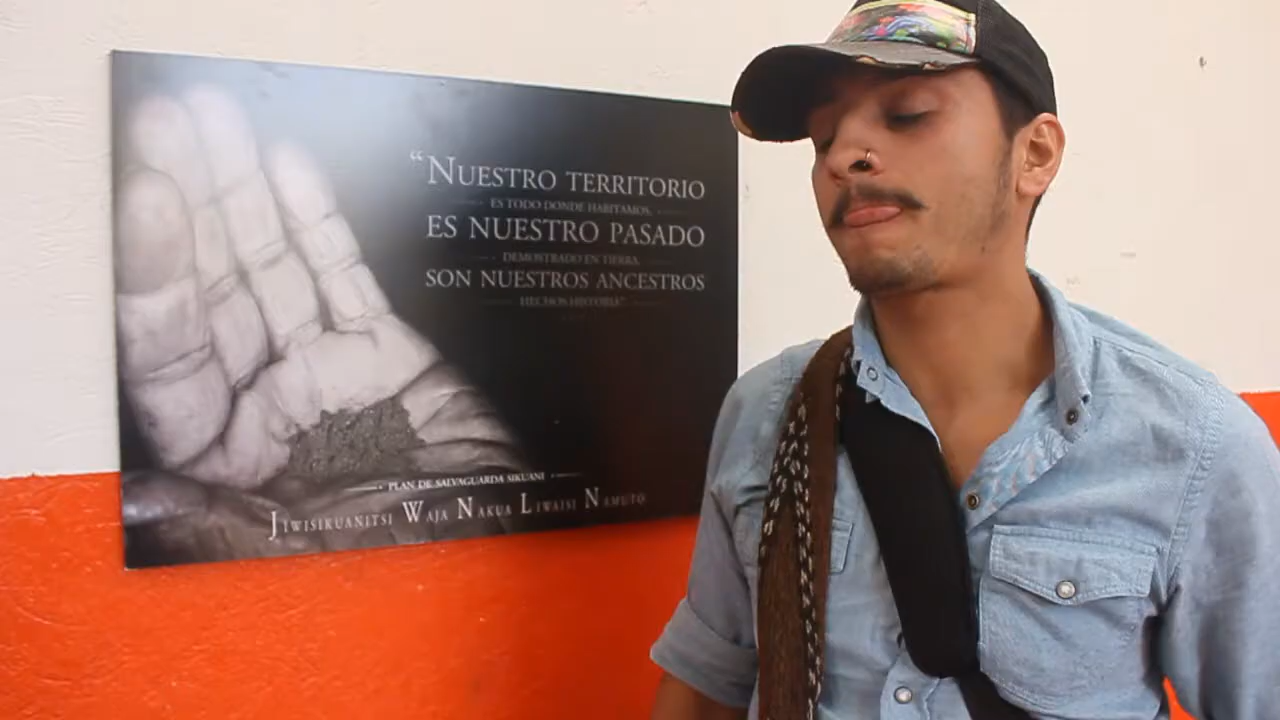 “NUESTRO TERRITORIO
ES TODO DONDE HABITAMOS,
ES NUESTRO PASADO
DEMOSTRADO EN TIERRA,
SON NUESTROS ANCESTROS
HECHOS HISTORIA”
PLAN DE SALVAGUARDA SIKUANI
JIWISIKUANITSI WAJA NAKUA LIWAISI NAMUTO